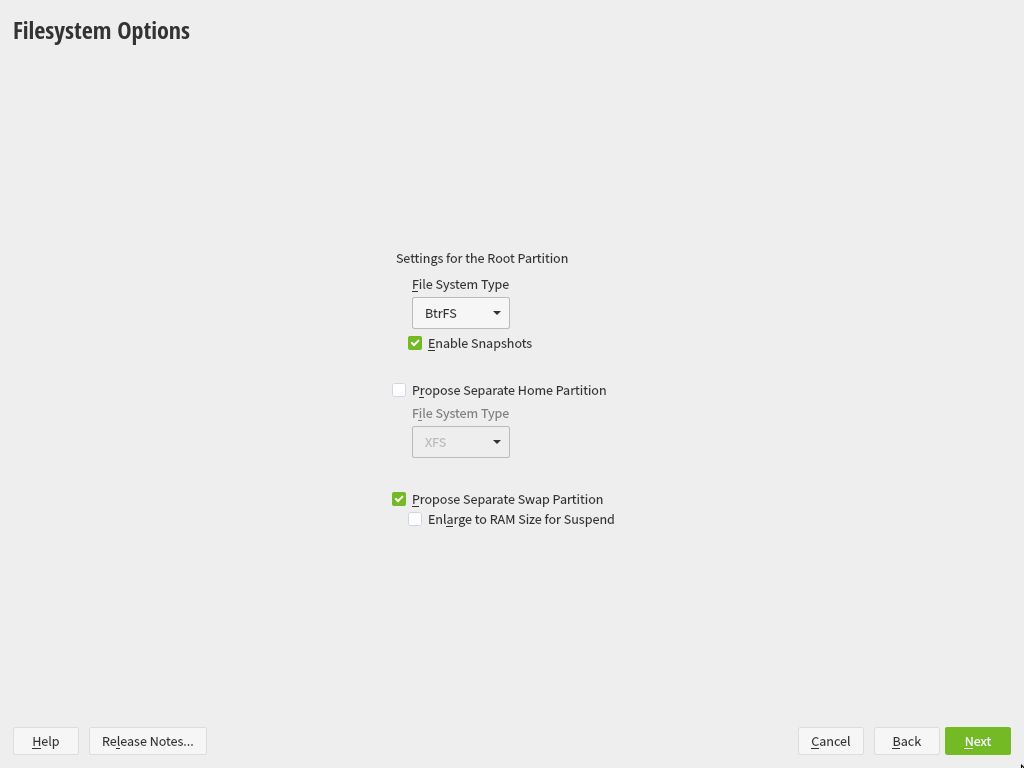 Filesystem Options
Settings for the Root Partition
File System Type
BtrFS
Enable Snapshots
Propose Separate Home Partition
File System Type
XFS
Propose Separate Swap Partition
Enlarge to RAM Size for Suspend
Help Release Notes... Cancel Back Next